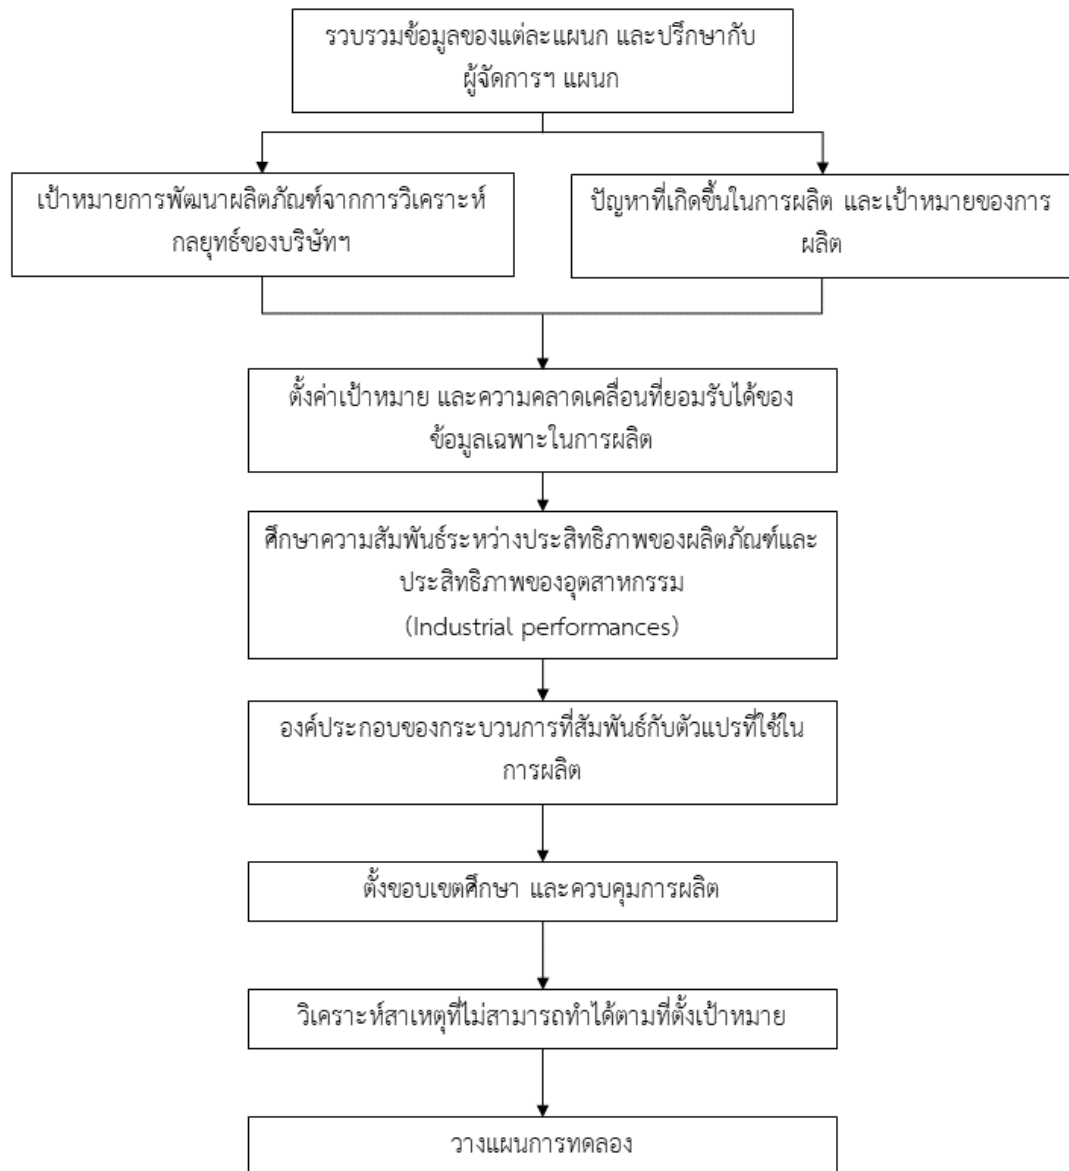 รวบรวมข้อมูลของแต่ละแผนก และปรึกษากับ
ผู้จัดการฯ แผนก
เป้าหมายการพัฒนาผลิตภัณฑ์จากการวิเคราะห์
กลยุทธ์ของบริษัทฯ
ปัญหาที่เกิดขึ้นในการผลิต และเป้าหมายของการ
ผลิต
ตั้งค่าเป้าหมาย และความคลาดเคลื่อนที่ยอมรับได้ของ
ข้อมูลเฉพาะในการผลิต
ศึกษาความสัมพันธ์ระหว่างประสิทธิภาพของผลิตภัณฑ์และ
ประสิทธิภาพของอุตสาหกรรม
(Industrial performances)
องค์ประกอบของกระบวนการที่สัมพันธ์กับตัวแปรที่ใช้ใน
การผลิต
ตั้งขอบเขตศึกษา และควบคุมการผลิต
วิเคราะห์สาเหตุที่ไม่สามารถทำได้ตามที่ตั้งเป้าหมาย
วางแผนการทดลอง